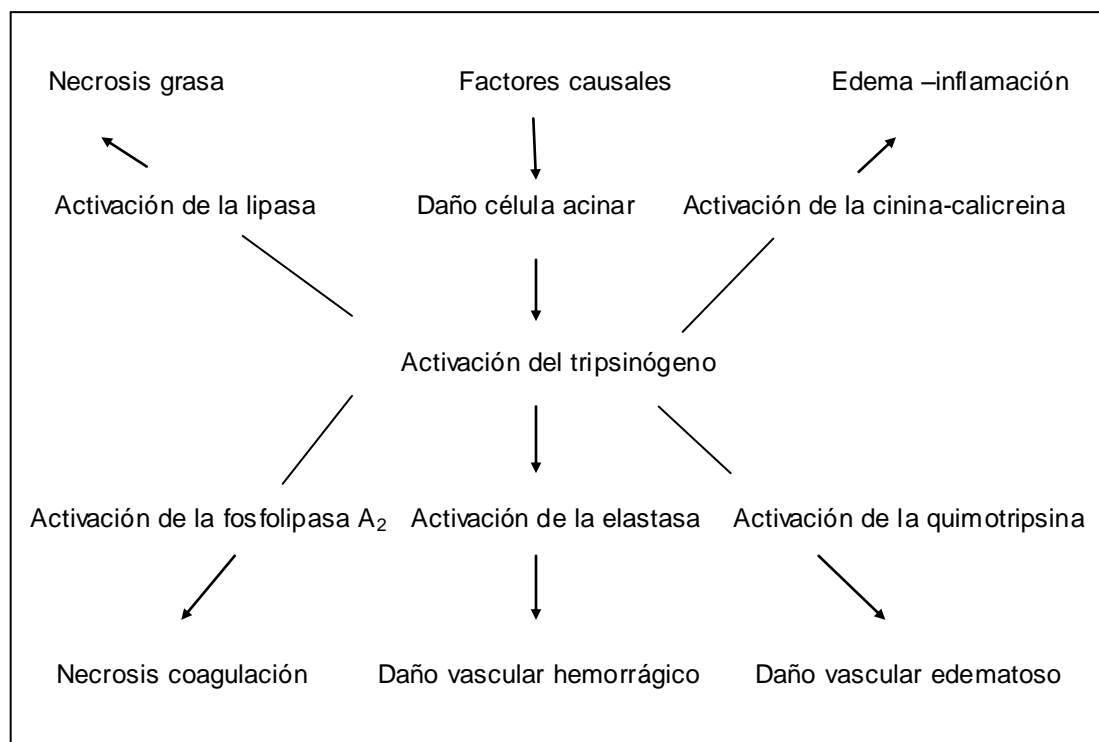 Necrosis grasa
Factores causales
Edema –inflamación
Activación de la lipasa
Daño célula acinar
Activación de la cinina-calicreina
Activación del tripsinógeno
Activación de la fosfolipasa A₂
Activación de la elastasa
Activación de la quimotripsina
Necrosis coagulación
Daño vascular hemorrágico
Daño vascular edematoso